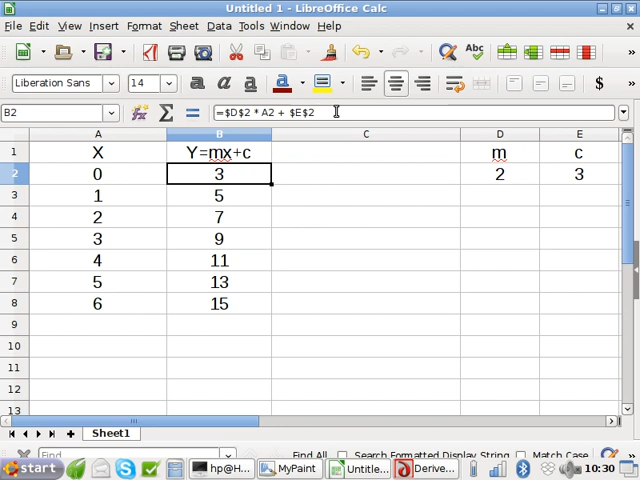 Untitled 1 - LibreOffice Calc
File Edit View Insert Format Sheet Data Tools Window Help
Abc
Liberation Sans 14 a a a a $
B2 fx Σ = =$D$2 * A2 + $E$2
A B C D E
1 X Y=mx+c m c
2 0 3 2 3
3 1 5
4 2 7
5 3 9
6 4 11
7 5 13
8 6 15
9
10
11
12
13
Sheet1
Find All Search Formatted Display String Match Case
start hp@H... MyPaint Untitle... Derive... 10:30